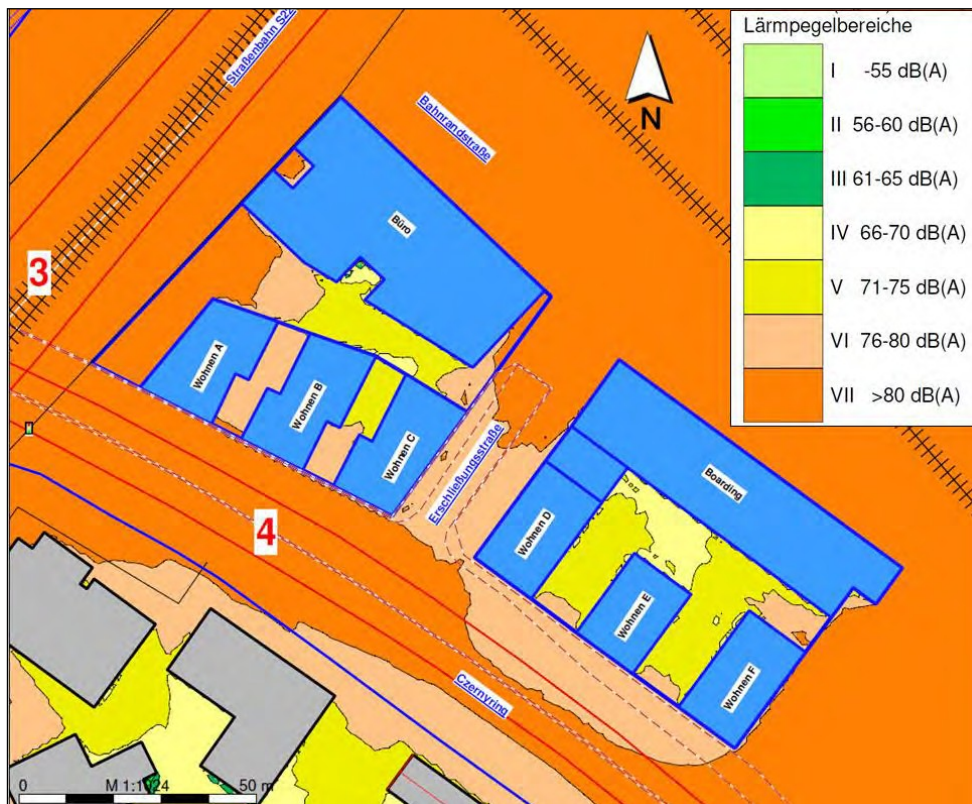 Straßenbahn S22
Bahnrandstraße
N
Lärmpegelbereiche
I -55 dB(A)
II 56-60 dB(A)
III 61-65 dB(A)
IV 66-70 dB(A)
V 71-75 dB(A)
VI 76-80 dB(A)
VII >80 dB(A)
Büro
3
Wohnen A
Wohnen B
Wohnen C
Erschließungsstraße
Boarding
Wohnen D
4
Wohnen E
Wohnen F
Czernyring
0 M 1:1024 50 m